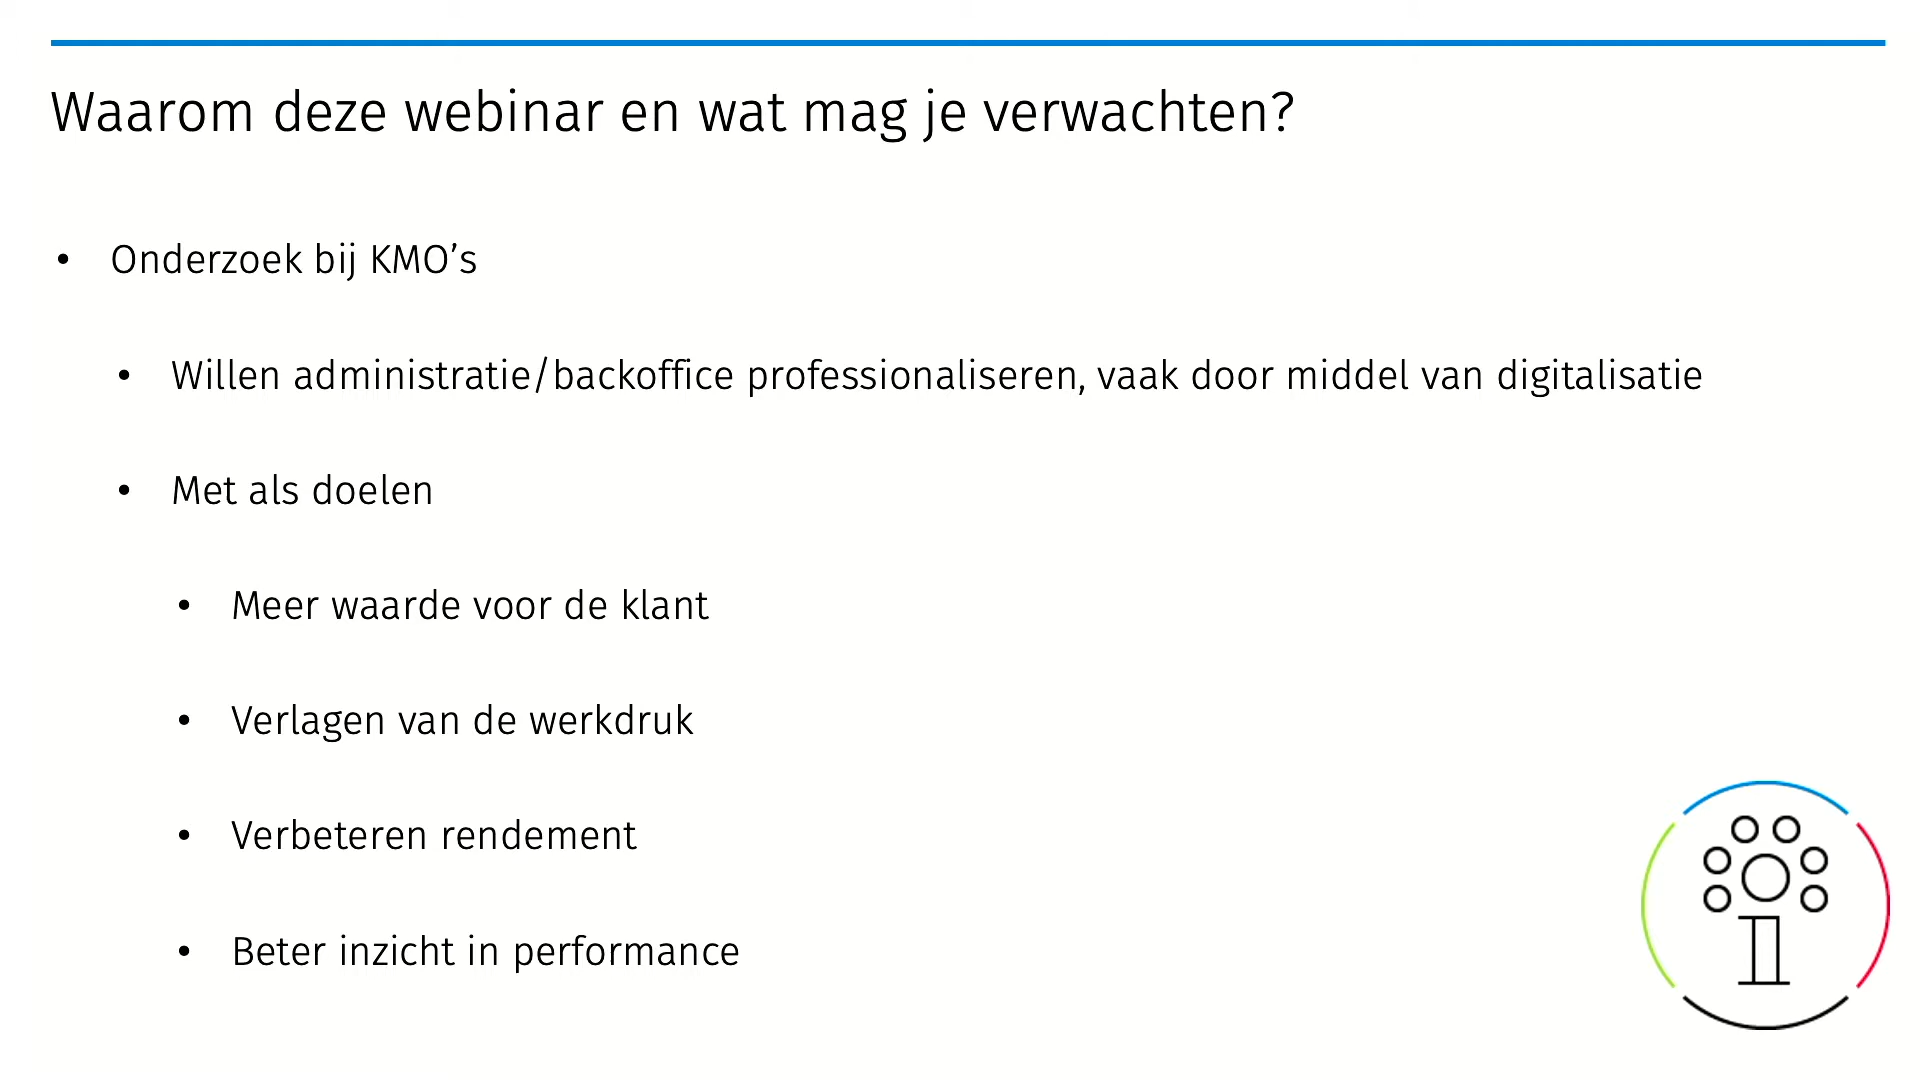 Waarom deze webinar en wat mag je verwachten?
• Onderzoek bij KMO’s
• Willen administratie/backoffice professionaliseren, vaak door middel van digitalisatie
• Met als doelen
• Meer waarde voor de klant
• Verlagen van de werkdruk
• Verbeteren rendement
• Beter inzicht in performance